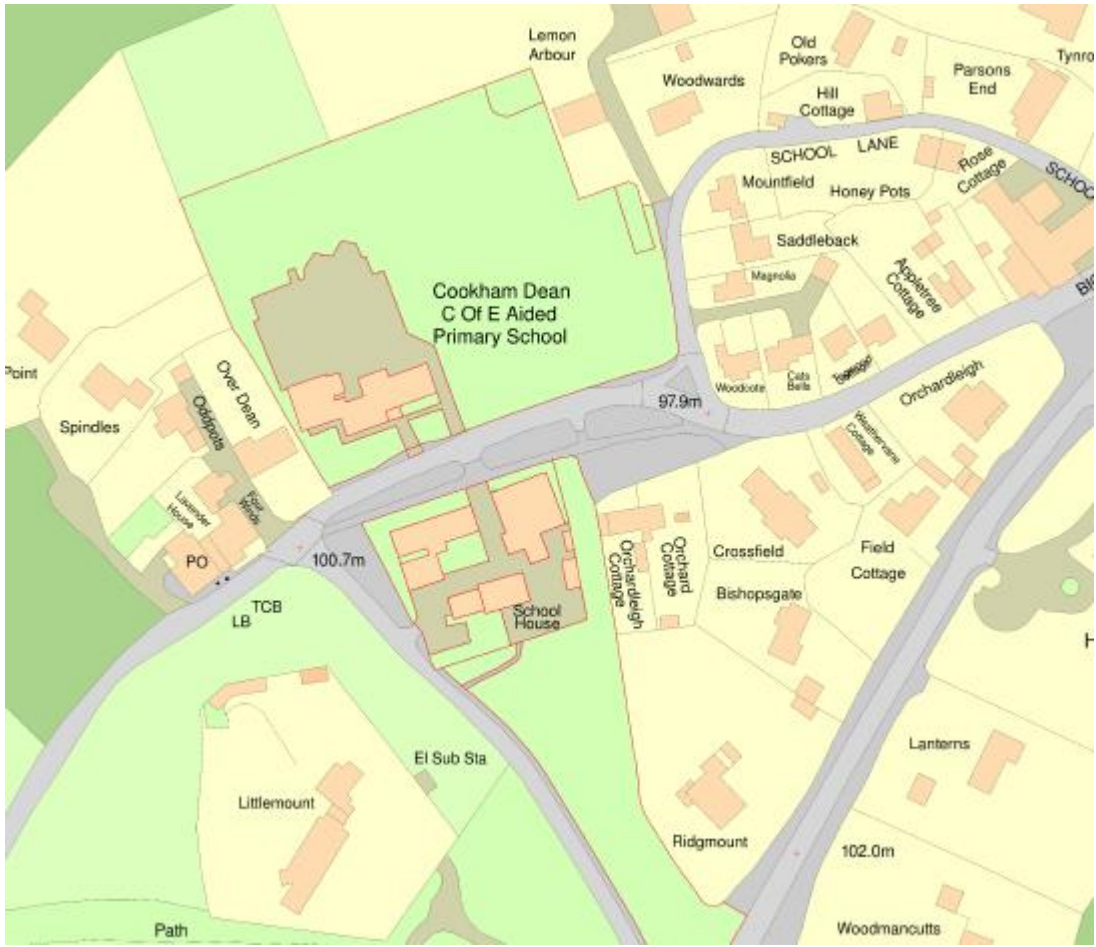 Lemon
Arbour
Woodwards
Old
Pokers
Hill
Cottage
Parsons
End
Tynro
SCHOOL LANE
SCHOO
Mountfield
Honey Pots
Rose
Cottage
Saddleback
Magnolia
Appletree
Cottage
Cookham Dean
C Of E Aided
Primary School
Point
Spindles
Oddpots
Over Dean
Woodcote
Cats
Bells
Orchardleigh
97.9m
Weathervane
Cottage
Lavender
House
Four
Winds
PO
100.7m
TCB
LB
School
House
Orchardleigh
Cottage
Orchard
Cottage
Crossfield
Bishopsgate
Field
Cottage
H
El Sub Sta
Littlemount
Lanterns
Ridgmount
102.0m
Path
Woodmancutts